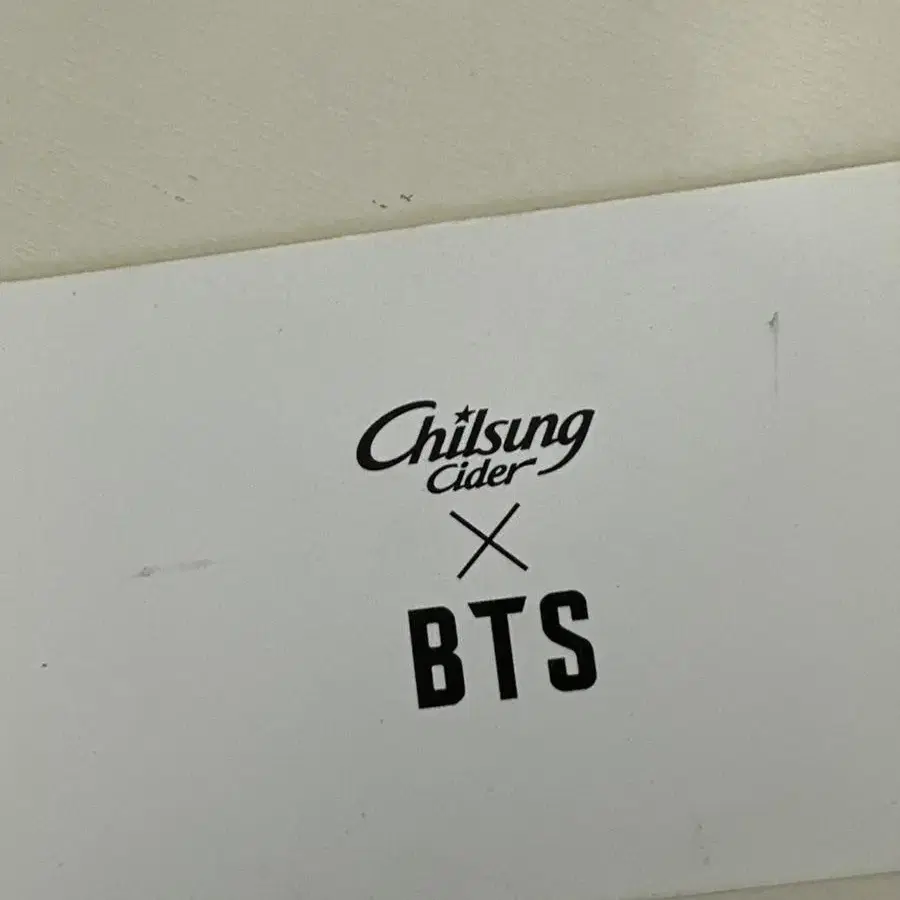 Chilsung
Cider
X
BTS